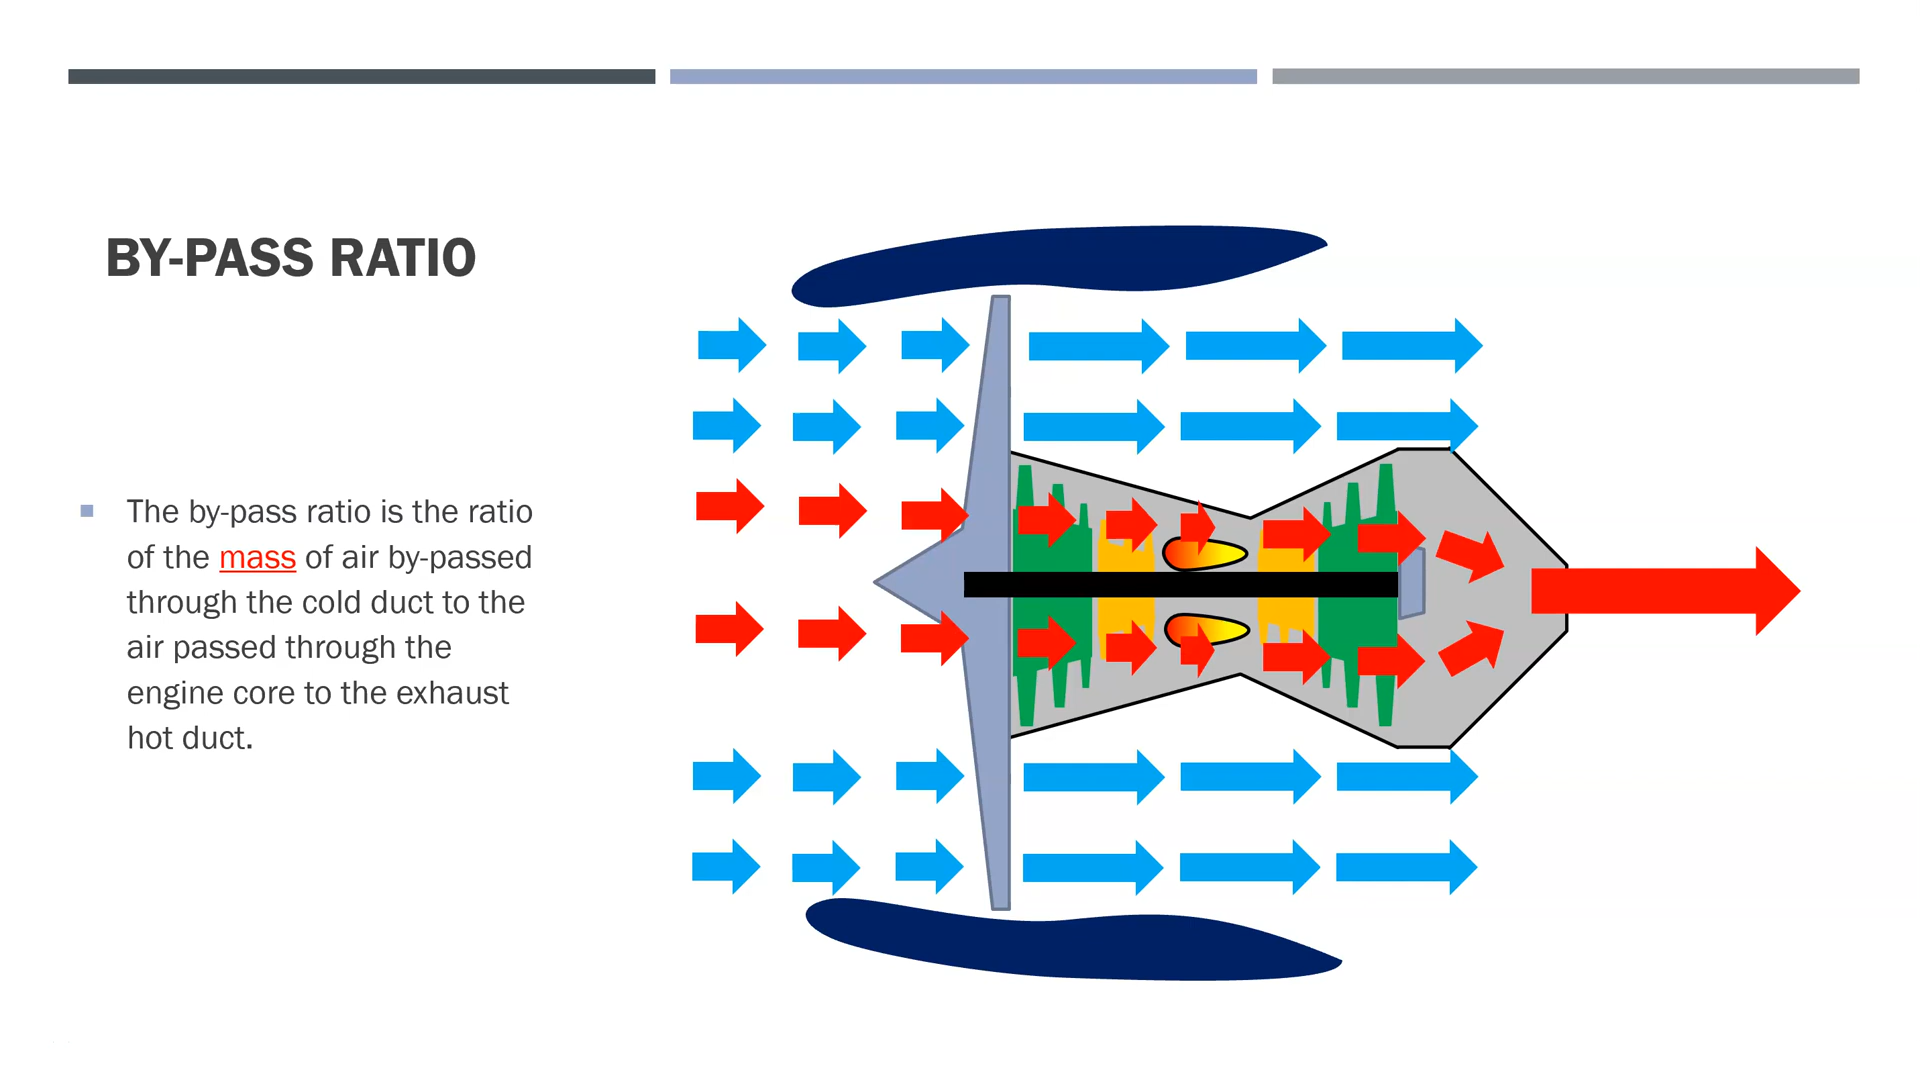 BY-PASS RATIO
The by-pass ratio is the ratio
of the mass of air by-passed
through the cold duct to the
air passed through the
engine core to the exhaust
hot duct.